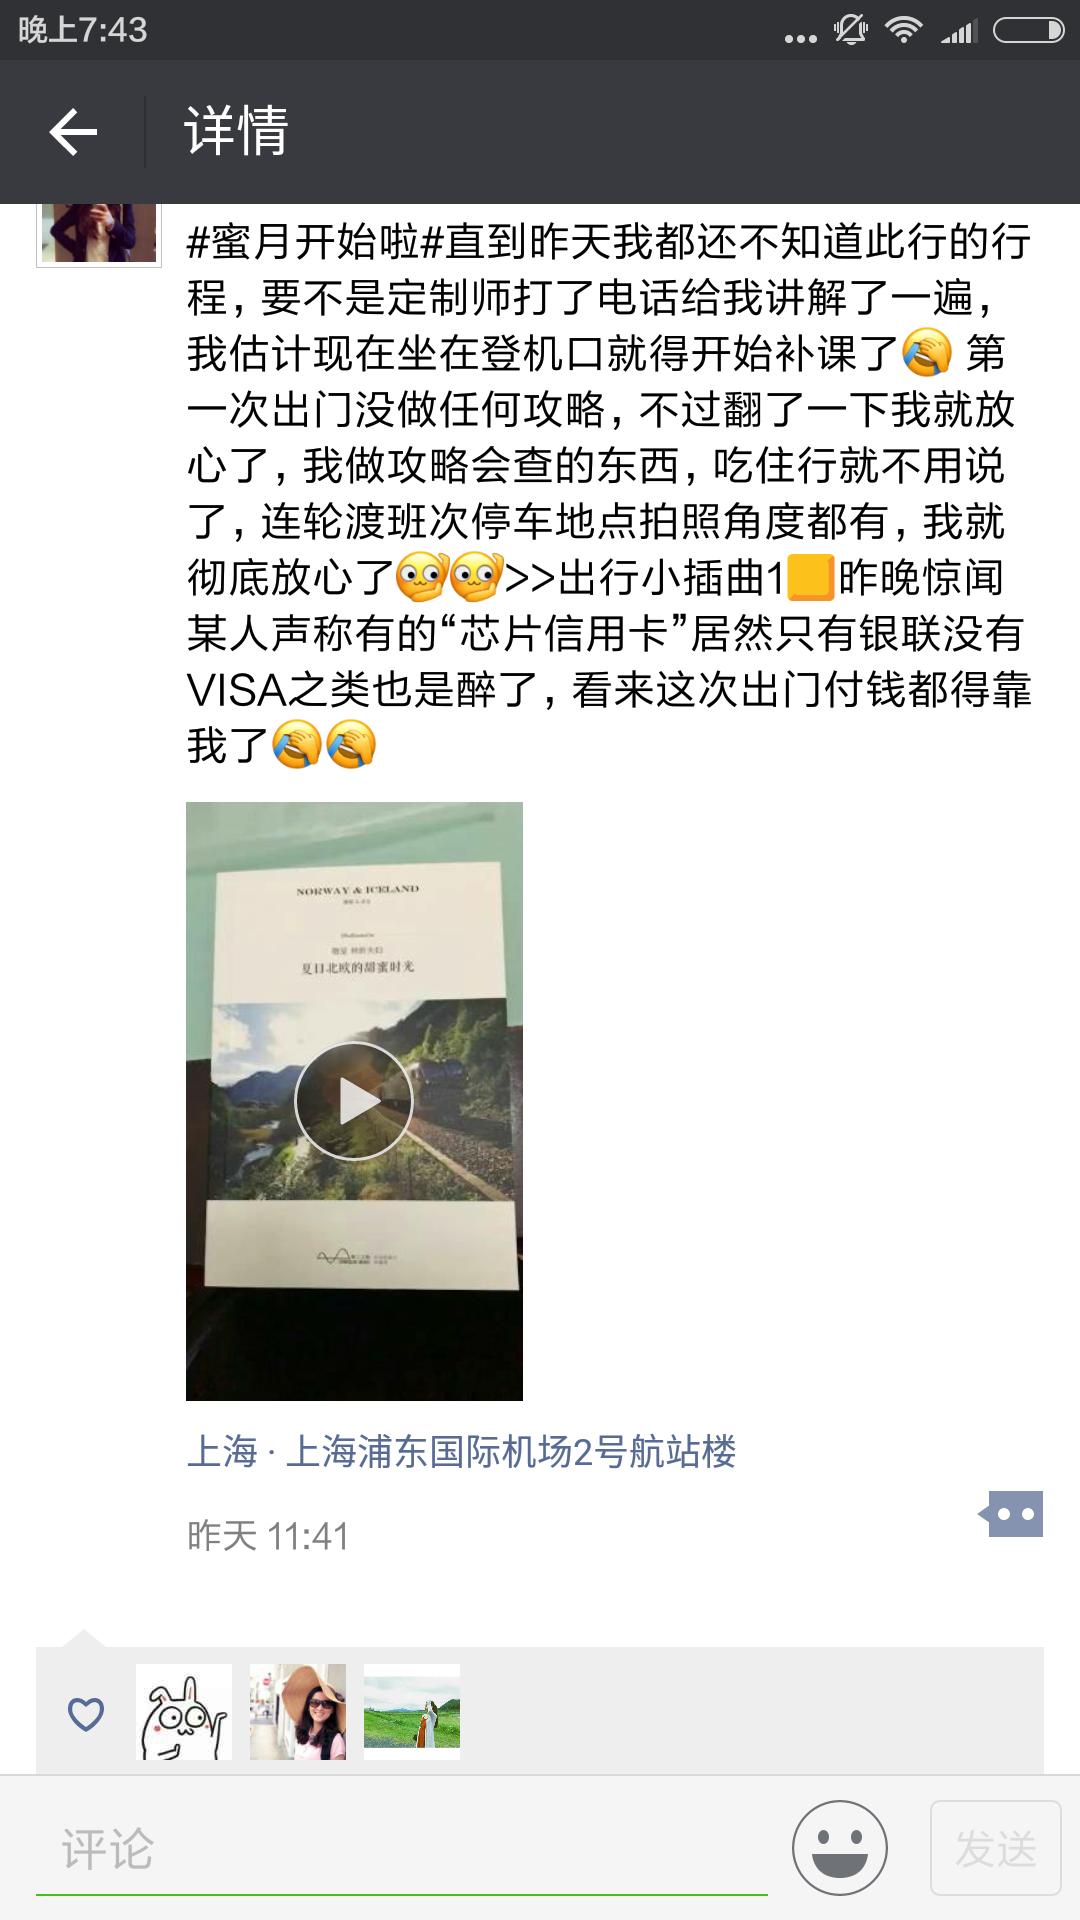 晚上7:43
详情
#蜜月开始啦#直到昨天我都还不知道此行的行
程，要不是定制师打了电话给我讲解了一遍，
我估计现在坐在登机口就得开始补课了 第
一次出门没做任何攻略，不过翻了一下我就放
心了，我做攻略会查的东西，吃住行就不用说
了，连轮渡班次停车地点拍照角度都有，我就
彻底放心了>>出行小插曲1昨晚惊闻
某人声称有的“芯片信用卡”居然只有银联没有
VISA之类也是醉了，看来这次出门付钱都得靠
我了
NORWAY & ICELAND
夏日北欧的甜蜜时光
上海 · 上海浦东国际机场2号航站楼
昨天 11:41
评论
发送